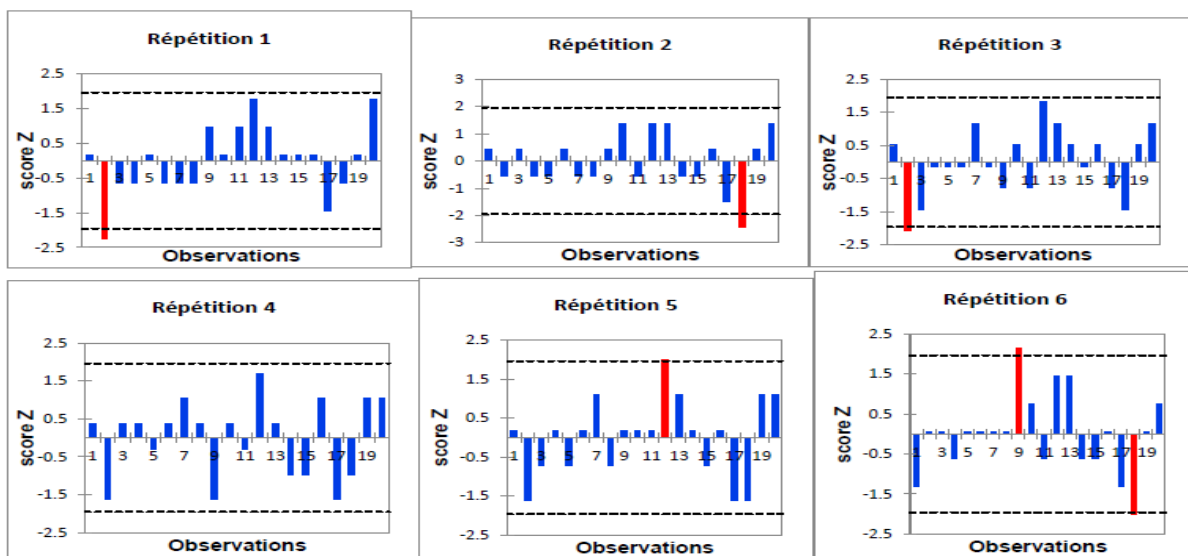 Répétition 1
2.5
1.5
0.5
-0.5
-1.5
-2.5
score Z
1 3 5 7 9 11 13 15 17 19
Observations
Répétition 2
3
2
1
0
-1
-2
-3
score Z
1 3 5 7 9 11 13 15 17 19
Observations
Répétition 3
2.5
1.5
0.5
-0.5
-1.5
-2.5
score Z
1 3 5 7 9 11 13 15 17 19
Observations
Répétition 4
2.5
1.5
0.5
-0.5
-1.5
-2.5
score Z
1 3 5 7 9 11 13 15 17 19
Observations
Répétition 5
2.5
1.5
0.5
-0.5
-1.5
-2.5
score Z
1 3 5 7 9 11 13 15 17 19
Observations
Répétition 6
2.5
1.5
0.5
-0.5
-1.5
-2.5
score Z
1 3 5 7 9 11 13 15 17 19
Observations